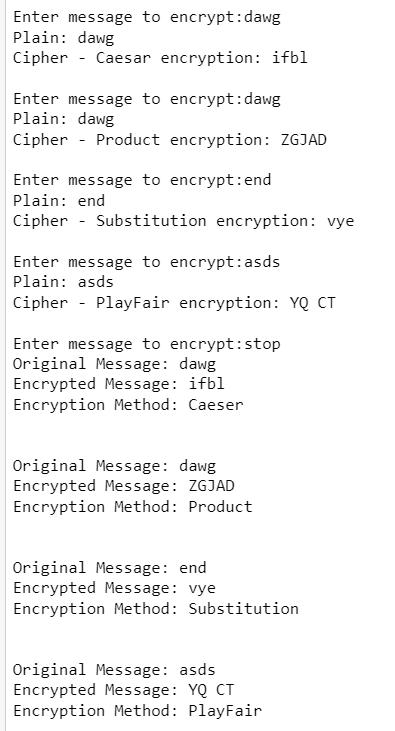 Enter message to encrypt:dawg
Plain: dawg
Cipher - Caesar encryption: ifbl
Enter message to encrypt:dawg
Plain: dawg
Cipher - Product encryption: ZGJAD
Enter message to encrypt:end
Plain: end
Cipher - Substitution encryption: vye
Enter message to encrypt:asds
Plain: asds
Cipher - PlayFair encryption: YQ CT
Enter message to encrypt:stop
Original Message: dawg
Encrypted Message: ifbl
Encryption Method: Caeser
Original Message: dawg
Encrypted Message: ZGJAD
Encryption Method: Product
Original Message: end
Encrypted Message: vye
Encryption Method: Substitution
Original Message: asds
Encrypted Message: YQ CT
Encryption Method: PlayFair